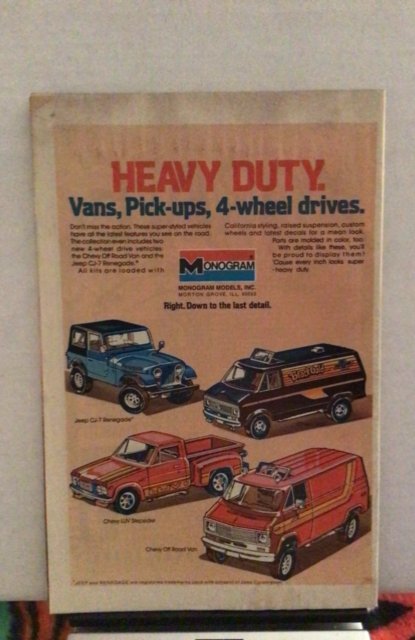 HEAVY DUTY.
Vans, Pick-ups, 4-wheel drives.
Don't miss the action. These super-styled vehicles
have all the latest features you see on the road.
The collection even includes two
new 4-wheel drive vehicles:
the Chevy Off Road Van and the
Jeep CJ-7 Renegade.*
All kits are loaded with
California styling, raised suspension, custom
wheels and latest decals for a mean look.
Parts are molded in color, too.
With details like these, you'll
be proud to display them?
'Cause every inch looks super
-heavy duty.
MONOGRAM
MONOGRAM MODELS, INC.
MORTON GROVE, ILL. 60053
Right. Down to the last detail.
Jeep CJ-7 Renegade*
Chevy LUV Stepside
Chevy Off Road Van